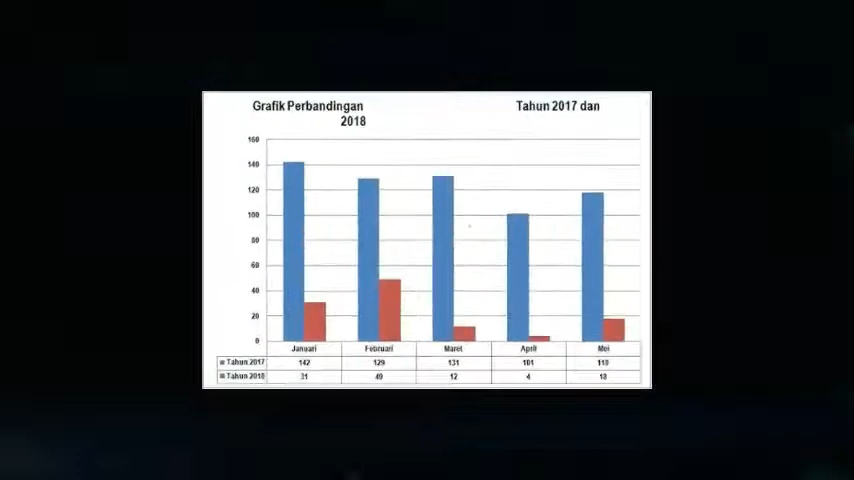 Grafik Perbandingan Tahun 2017 dan
2018
160
140
120
100
80
60
40
20
0
Januari Februari Maret April Mei
Tahun 2017 142 129 131 101 118
Tahun 2018 31 49 12 4 18